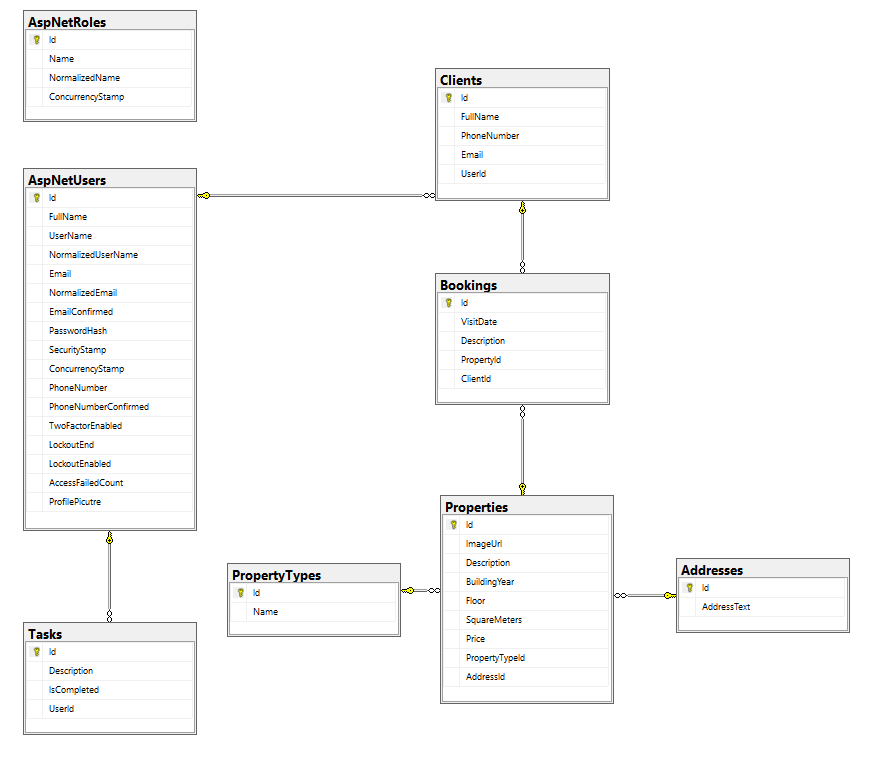 AspNetRoles
Id
Name
NormalizedName
ConcurrencyStamp
AspNetUsers
Id
FullName
UserName
NormalizedUserName
Email
NormalizedEmail
EmailConfirmed
PasswordHash
SecurityStamp
ConcurrencyStamp
PhoneNumber
PhoneNumberConfirmed
TwoFactorEnabled
LockoutEnd
LockoutEnabled
AccessFailedCount
ProfilePicutre
Tasks
Id
Description
IsCompleted
UserId
Clients
Id
FullName
PhoneNumber
Email
UserId
Bookings
Id
VisitDate
Description
PropertyId
ClientId
PropertyTypes
Id
Name
Properties
Id
ImageUrl
Description
BuildingYear
Floor
SquareMeters
Price
PropertyTypeId
AddressId
Addresses
Id
AddressText